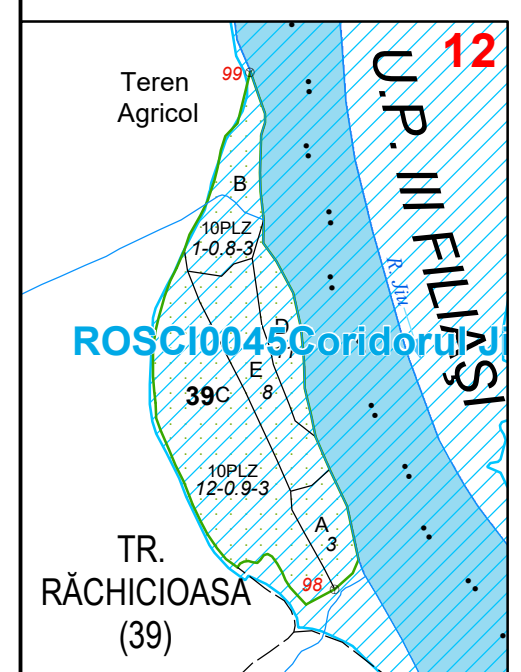 12
99
Teren
Agricol
U.P. III FILIAŞI
B
10PLZ
1-0.8-3
R. Jiu
ROSCI0045Coridorul Ji
D
E
8
39C
10PLZ
12-0.9-3
A
3
98
TR.
RĂCHICIOASA
(39)